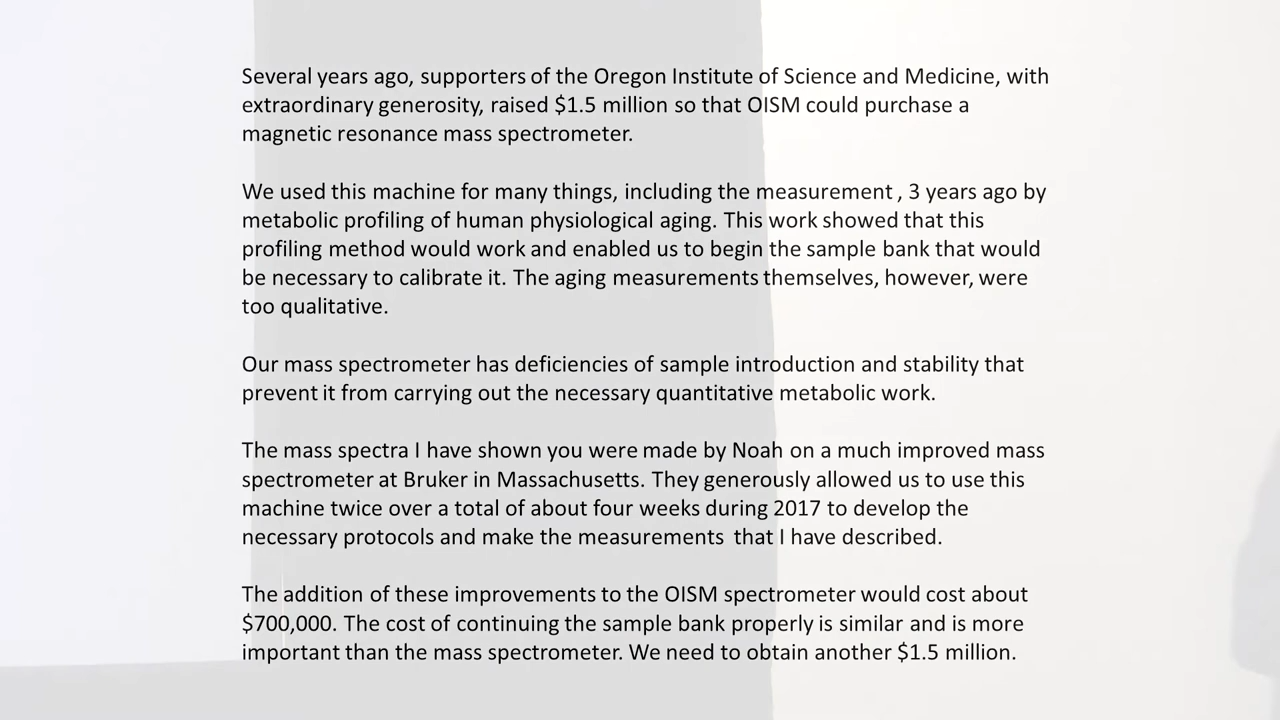 Several years ago, supporters of the Oregon Institute of Science and Medicine, with
extraordinary generosity, raised $1.5 million so that OISM could purchase a
magnetic resonance mass spectrometer.
We used this machine for many things, including the measurement , 3 years ago by
metabolic profiling of human physiological aging. This work showed that this
profiling method would work and enabled us to begin the sample bank that would
be necessary to calibrate it. The aging measurements themselves, however, were
too qualitative.
Our mass spectrometer has deficiencies of sample introduction and stability that
prevent it from carrying out the necessary quantitative metabolic work.
The mass spectra I have shown you were made by Noah on a much improved mass
spectrometer at Bruker in Massachusetts. They generously allowed us to use this
machine twice over a total of about four weeks during 2017 to develop the
necessary protocols and make the measurements that I have described.
The addition of these improvements to the OISM spectrometer would cost about
$700,000. The cost of continuing the sample bank properly is similar and is more
important than the mass spectrometer. We need to obtain another $1.5 million.